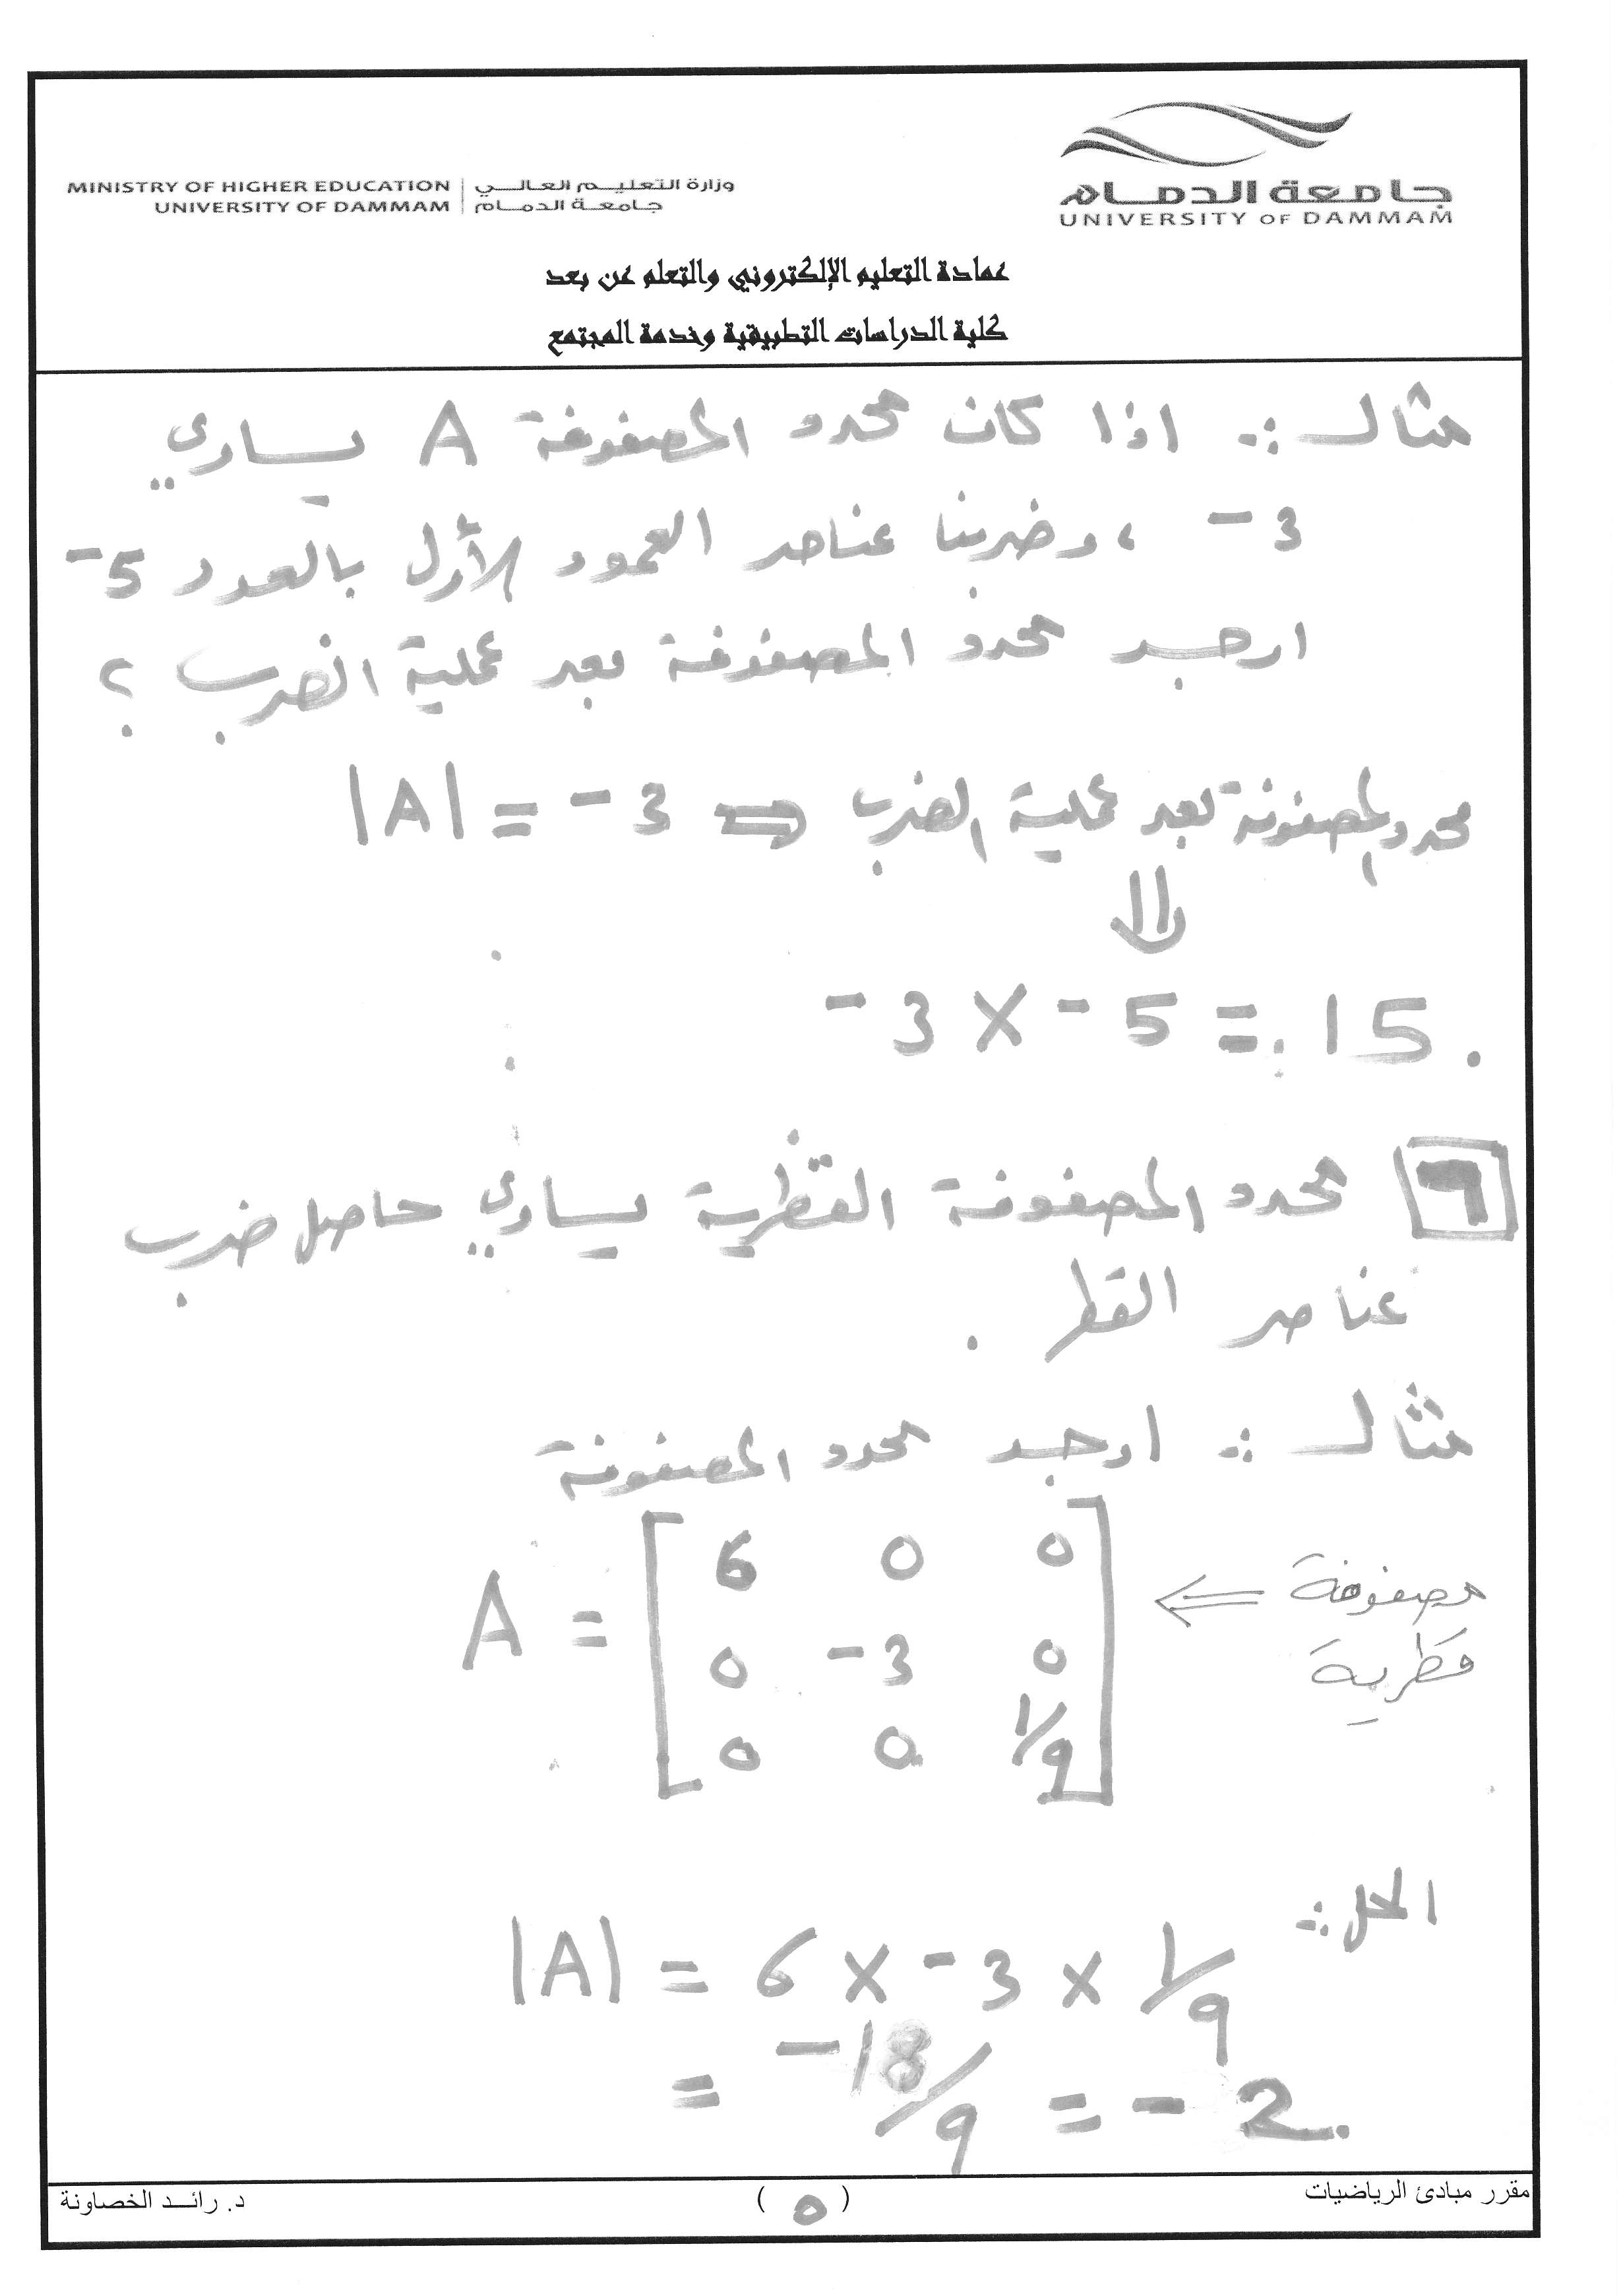 جامعة الدمام
UNIVERSITY OF DAMMAM
MINISTRY OF HIGHER EDUCATION | وزارة التعليم العالي
UNIVERSITY OF DAMMAM | جامعة الدمام
عمادة التعليم الإلكتروني والتعلم عن بعد
كلية الدراسات التطبيقية وخدمة المجتمع
مثال :. اذا كان محدد المصفوفة A يساوي
-3 ، وضربنا عناصر العمود الأول بالعدد -5
اوجد محدد المصفوفة بعد عملية الضرب ؟
|A| = -3 ⇒ محدد المصفوفة بعد عملية الضرب
⇓
-3 X -5 = 15.
٦ محدد المصفوفة القطرية يساوي حاصل ضرب
عناصر القطر .
مثال :. اوجد محدد المصفوفة
A = [ 6 0 0
0 -3 0
0 0 1/9 ]
⇐ مصفوفة
قطرية
الحل :.
|A| = 6 x -3 x 1/9
= -18/9 = -2.
مقرر مبادئ الرياضيات
( ٥ )
د. رائد الخصاونة